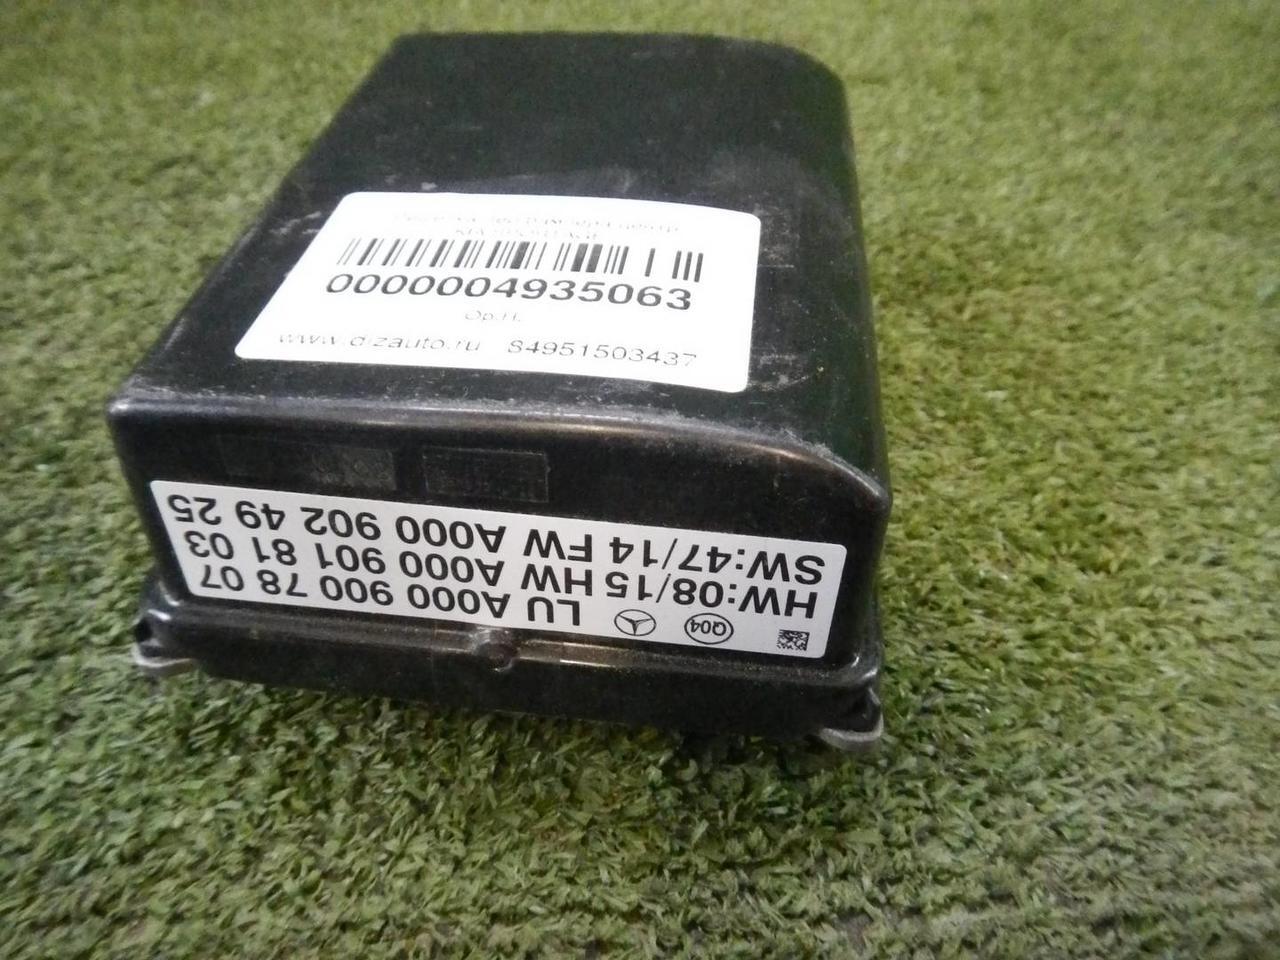 0000004935063
Ор.Н.
www.dizauto.ru 84951503437
LU A000 900 78 07
HW:08/15 HW A000 901 81 03
SW:47/14 FW A000 902 49 25
Q04